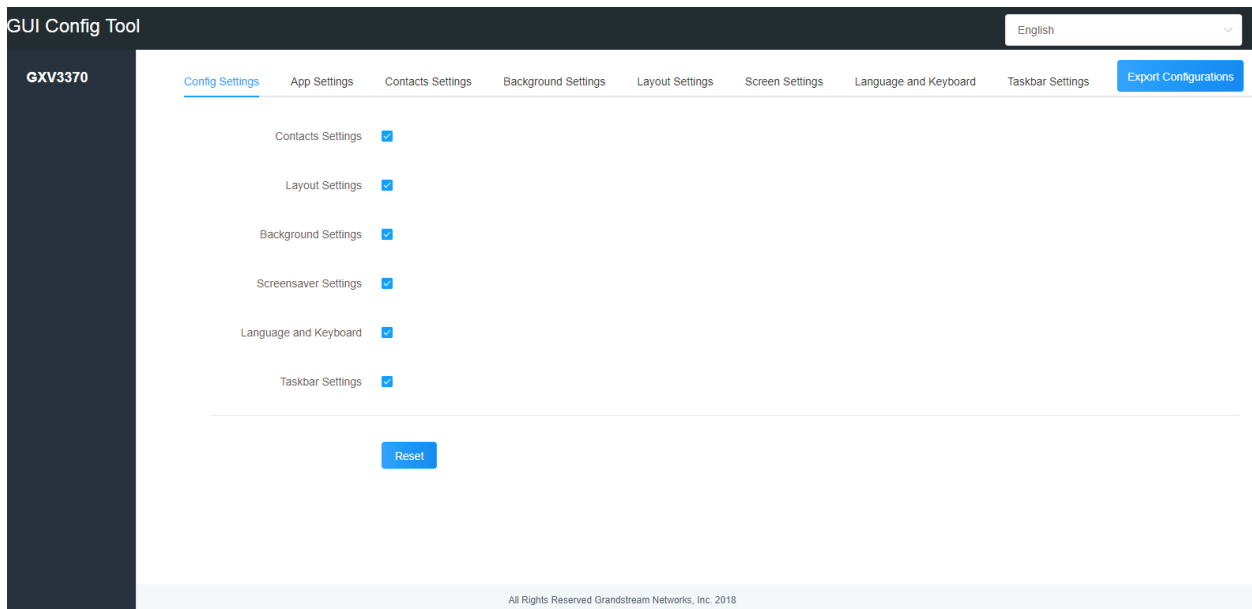 GUI Config Tool
English
GXV3370
Config Settings App Settings Contacts Settings Background Settings Layout Settings Screen Settings Language and Keyboard Taskbar Settings Export Configurations
Contacts Settings
Layout Settings
Background Settings
Screensaver Settings
Language and Keyboard
Taskbar Settings
Reset
All Rights Reserved Grandstream Networks, Inc. 2018